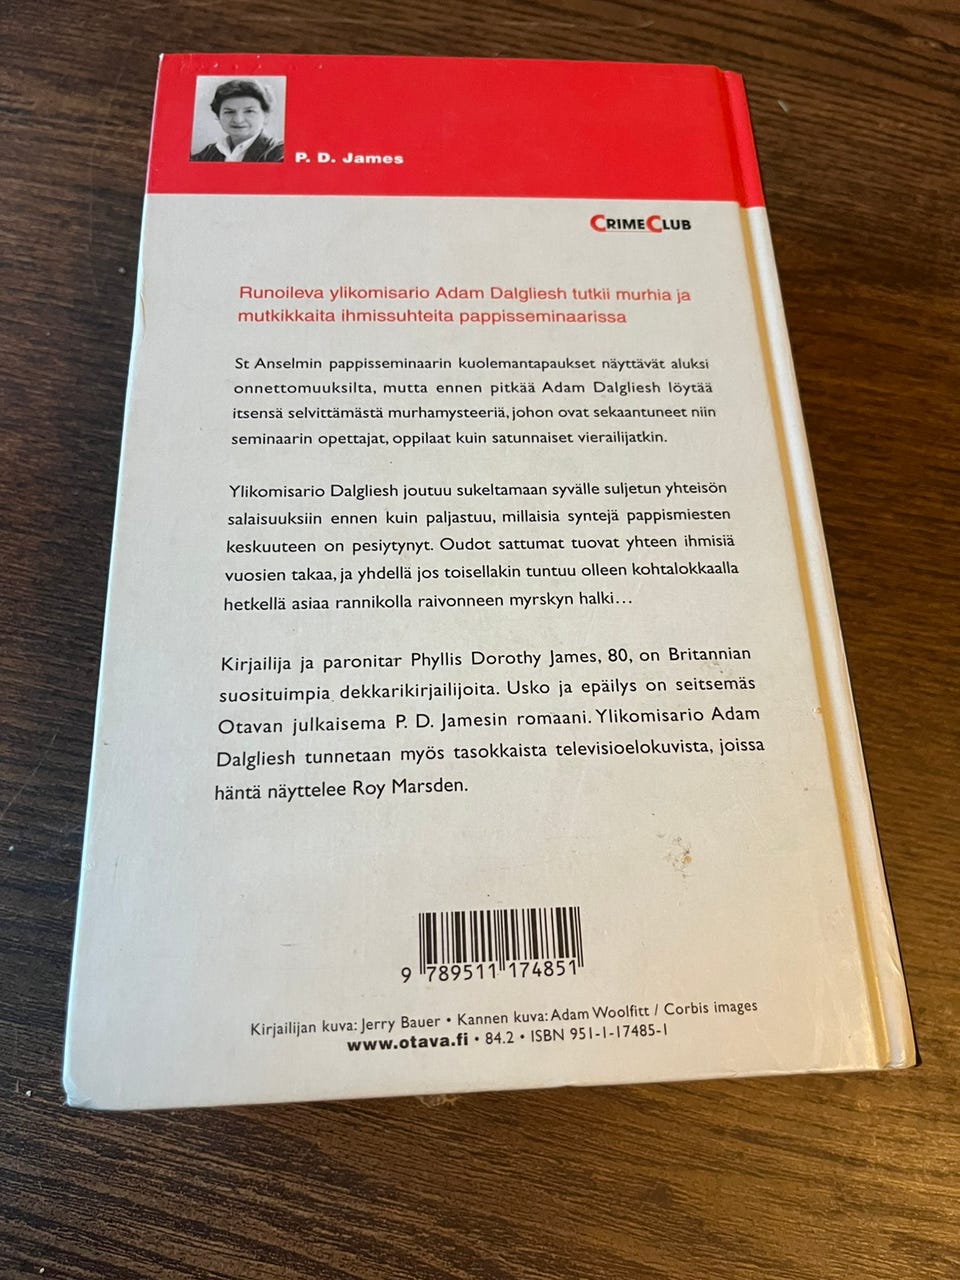 P. D. James
CRIMECLUB
Runoileva ylikomisario Adam Dalgliesh tutkii murhia ja
mutkikkaita ihmissuhteita pappisseminaarissa
St Anselmin pappisseminaarin kuolemantapaukset näyttävät aluksi
onnettomuuksilta, mutta ennen pitkää Adam Dalgliesh löytää
itsensä selvittämästä murhamysteeriä, johon ovat sekaantuneet niin
seminaarin opettajat, oppilaat kuin satunnaiset vierailijatkin.
Ylikomisario Dalgliesh joutuu sukeltamaan syvälle suljetun yhteisön
salaisuuksiin ennen kuin paljastuu, millaisia syntejä pappismiesten
keskuuteen on pesiytynyt. Oudot sattumat tuovat yhteen ihmisiä
vuosien takaa, ja yhdellä jos toisellakin tuntuu olleen kohtalokkaalla
hetkellä asiaa rannikolla raivonneen myrskyn halki...
Kirjailija ja paronitar Phyllis Dorothy James, 80, on Britannian
suosituimpia dekkarikirjailijoita. Usko ja epäilys on seitsemäs
Otavan julkaisema P. D. Jamesin romaani. Ylikomisario Adam
Dalgliesh tunnetaan myös tasokkaista televisioelokuvista, joissa
häntä näyttelee Roy Marsden.
9 789511 174851
Kirjailijan kuva: Jerry Bauer • Kannen kuva: Adam Woolfitt / Corbis images
www.otava.fi • 84.2 • ISBN 951-1-17485-1